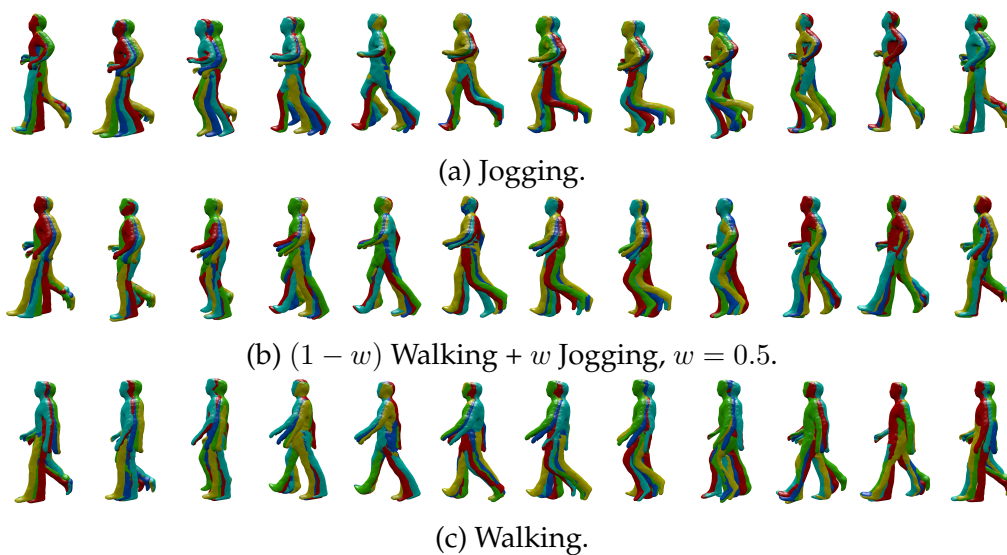 (a) Jogging.
(b) (1 − w) Walking + w Jogging, w = 0.5.
(c) Walking.